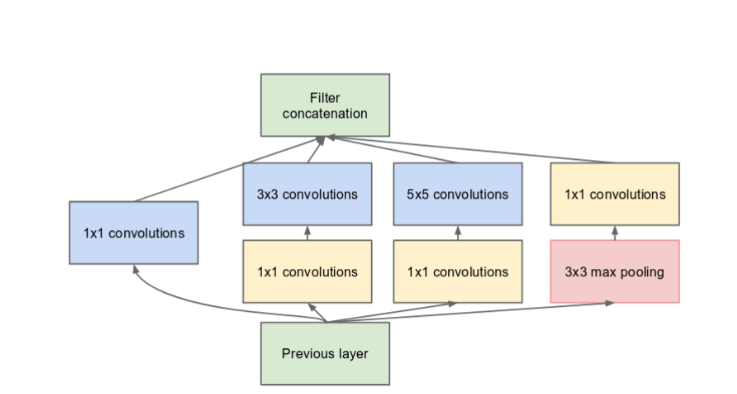 Filter
concatenation
3x3 convolutions
5x5 convolutions
1x1 convolutions
1x1 convolutions
1x1 convolutions
1x1 convolutions
3x3 max pooling
Previous layer